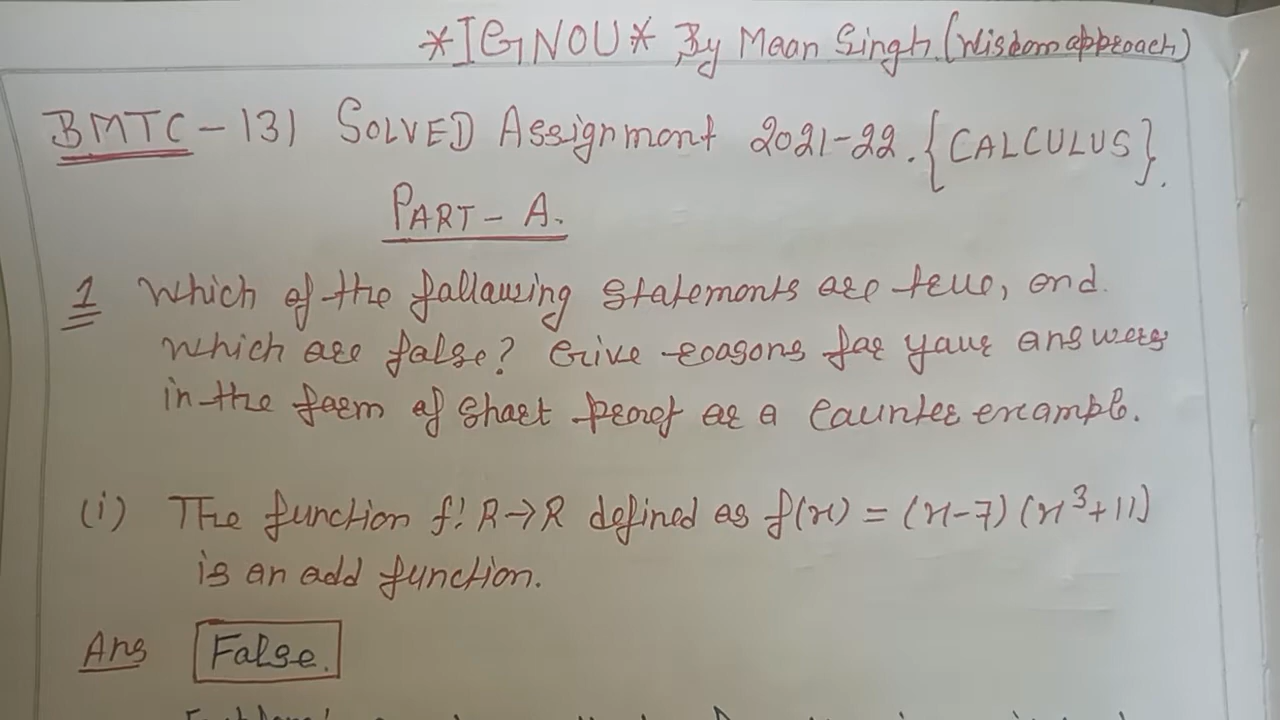 *IGNOU* By Maan Singh.(Wisdom approach)
BMTC-131 SOLVED Assignment 2021-22.{CALCULUS}.
PART-A.
1 Which of the fallawing statements are true, and.
which are false? Give reasons for your answers
in the form of short proof or a counter example.
(i) The function f: R→R defined as f(x) = (x-7) (x³+11)
is an odd function.
Ans False.